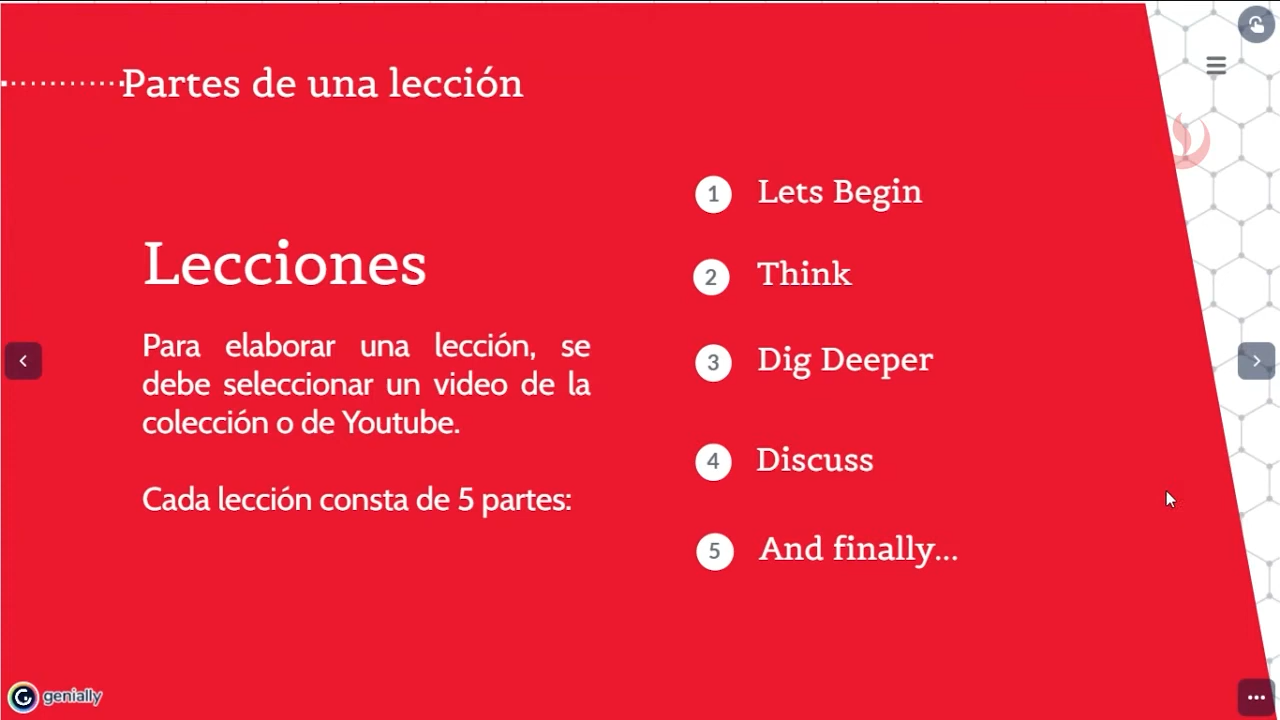 Partes de una lección
Lecciones
Para elaborar una lección, se
debe seleccionar un video de la
colección o de Youtube.
Cada lección consta de 5 partes:
1 Lets Begin
2 Think
3 Dig Deeper
4 Discuss
5 And finally...
genially